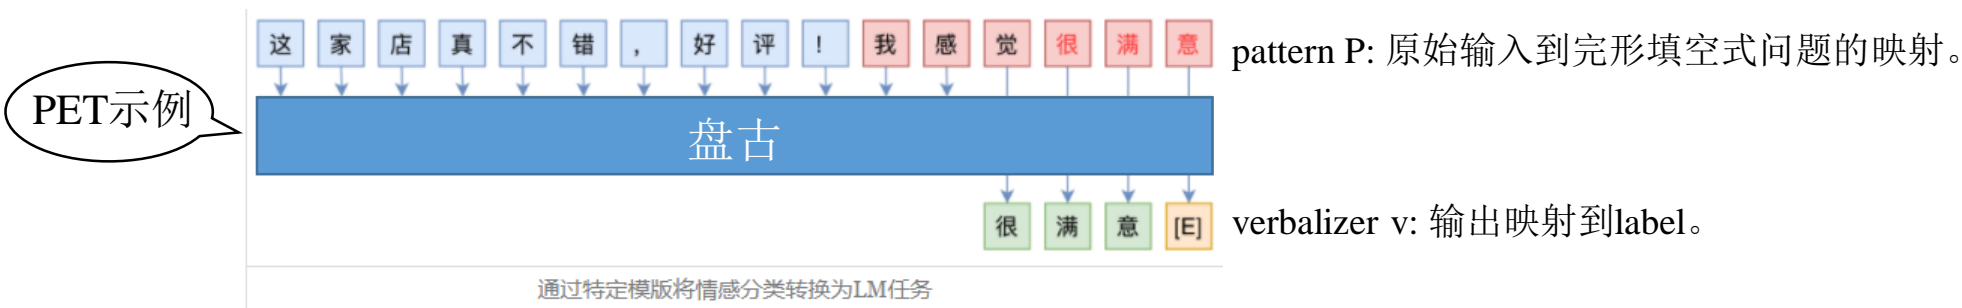 这 家 店 真 不 错 , 好 评 ! 我 感 觉 很 满 意
pattern P: 原始输入到完形填空式问题的映射。
PET示例
盘古
很 满 意 [E]
verbalizer v: 输出映射到label。
通过特定模版将情感分类转换为LM任务